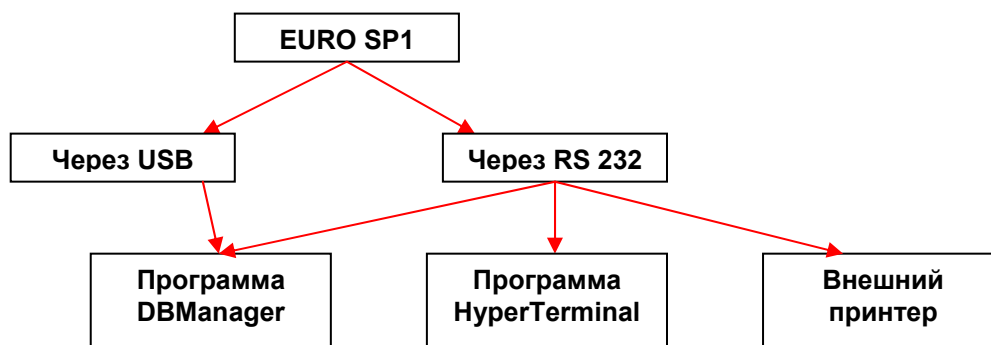 EURO SP1
Через USB
Через RS 232
Программа
DBManager
Программа
HyperTerminal
Внешний
принтер